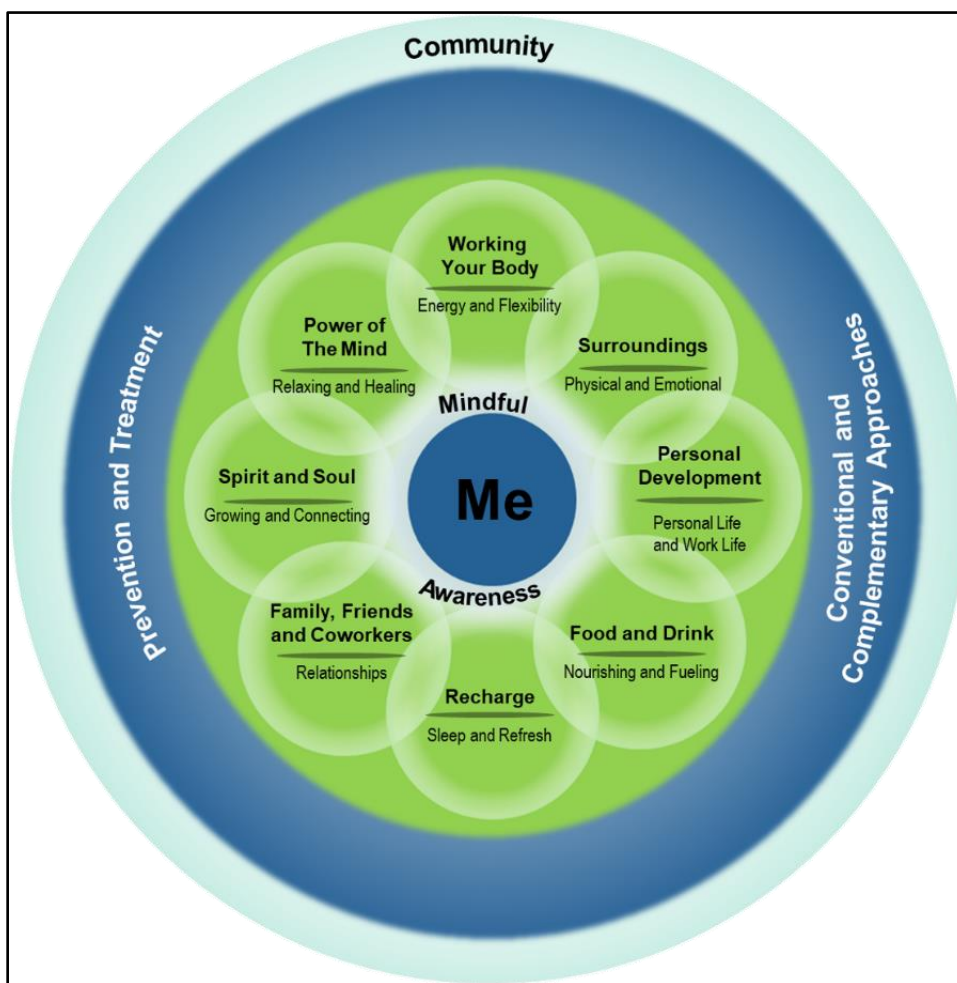 Community
Prevention and Treatment
Conventional and
Complementary Approaches
Working
Your Body
Energy and Flexibility
Surroundings
Physical and Emotional
Personal
Development
Personal Life
and Work Life
Food and Drink
Nourishing and Fueling
Recharge
Sleep and Refresh
Family, Friends
and Coworkers
Relationships
Spirit and Soul
Growing and Connecting
Power of
The Mind
Relaxing and Healing
Mindful
Me
Awareness